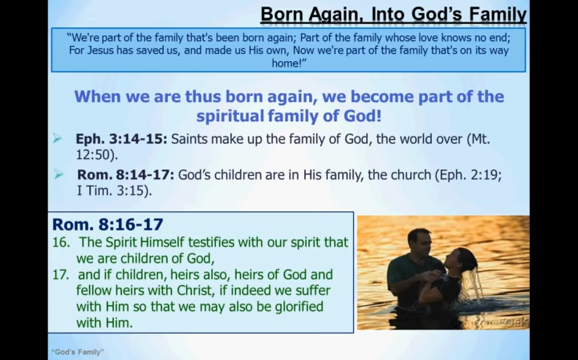 Born Again, Into God's Family
"We're part of the family that's been born again; Part of the family whose love knows no end;
For Jesus has saved us, and made us His own, Now we're part of the family that's on its way
home!"
When we are thus born again, we become part of the
spiritual family of God!
Eph. 3:14-15: Saints make up the family of God, the world over (Mt.
12:50).
Rom. 8:14-17: God's children are in His family, the church (Eph. 2:19;
I Tim. 3:15).
Rom. 8:16-17
16. The Spirit Himself testifies with our spirit that
we are children of God,
17. and if children, heirs also, heirs of God and
fellow heirs with Christ, if indeed we suffer
with Him so that we may also be glorified
with Him.
"God's Family"